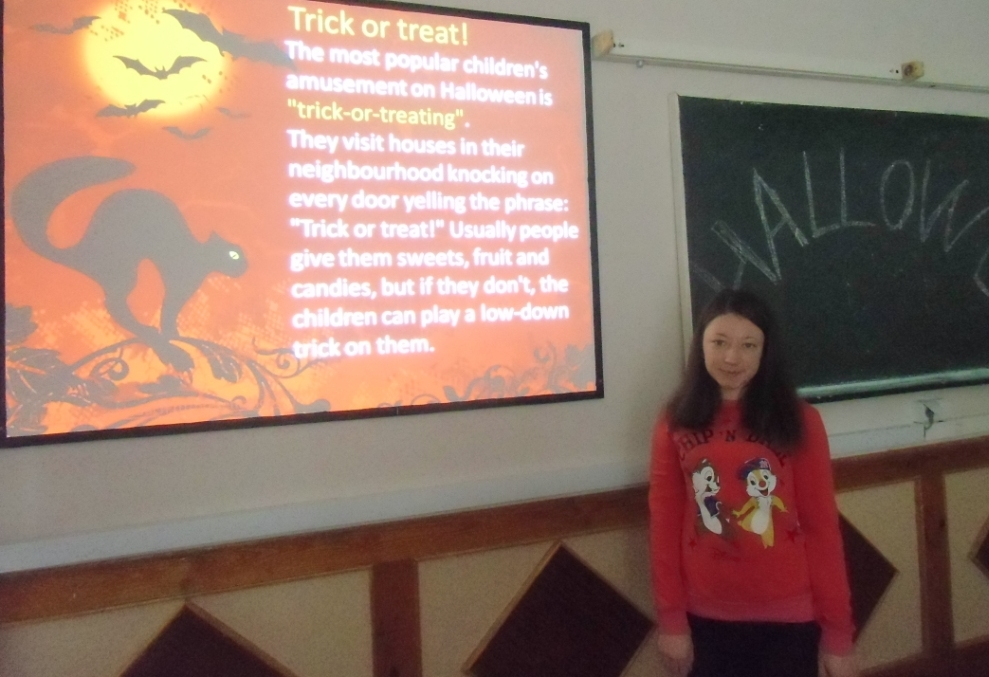 Trick or treat!
The most popular children's
amusement on Halloween is
"trick-or-treating".
They visit houses in their
neighbourhood knocking on
every door yelling the phrase:
"Trick or treat!" Usually people
give them sweets, fruit and
candies, but if they don't, the
children can play a low-down
trick on them.
HALLOW
CHIP 'N